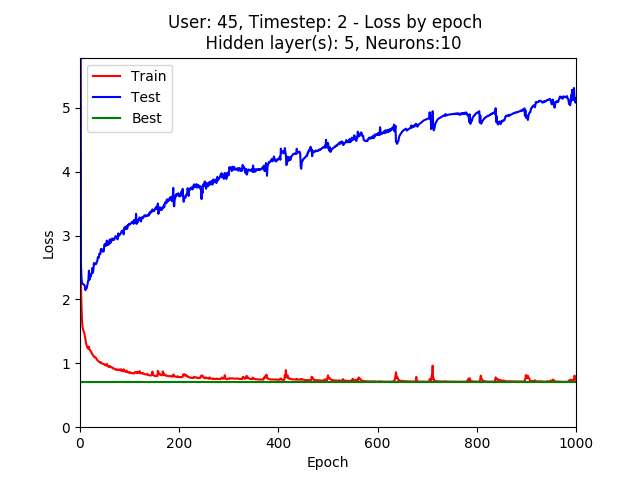 User: 45, Timestep: 2 - Loss by epoch
Hidden layer(s): 5, Neurons:10
Train
Test
Best
Loss
5
4
3
2
1
0
0 200 400 600 800 1000
Epoch